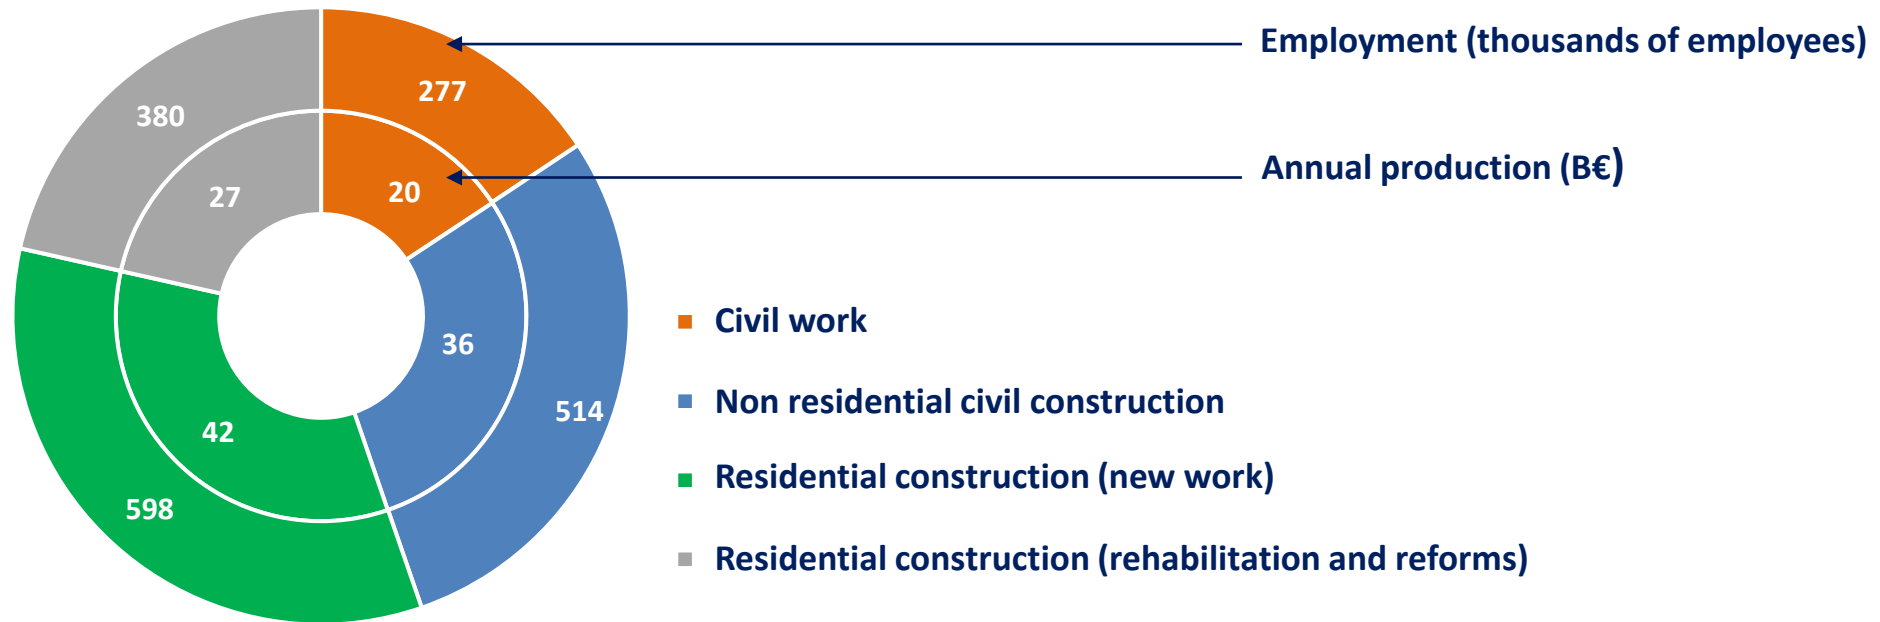 Employment (thousands of employees)
277
380
Annual production (B€)
20
27
Civil work
36
Non residential civil construction
514
42
Residential construction (new work)
598
Residential construction (rehabilitation and reforms)